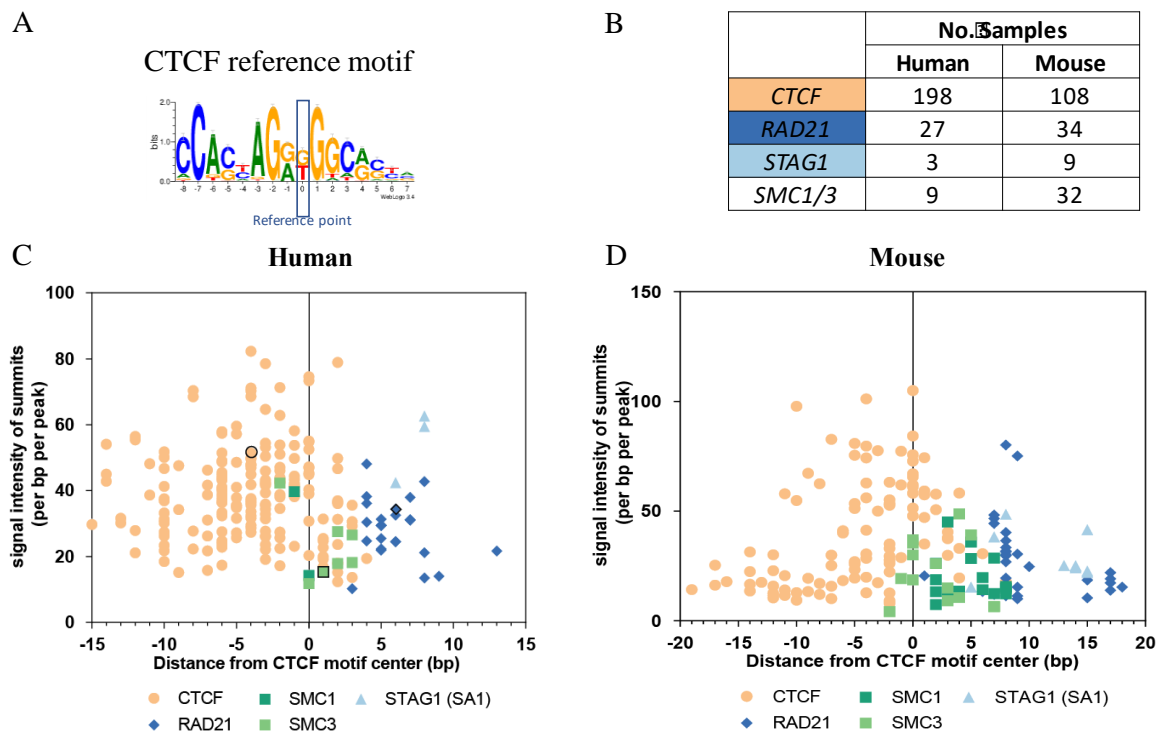 A
CTCF reference motif
2.0
1.0
0.0
bits
-8 -7 -6 -5 -4 -3 -2 -1 0 1 2 3 4 5 6 7
WebLogo 3.4
Reference point
B
No. Samples
Human Mouse
CTCF 198 108
RAD21 27 34
STAG1 3 9
SMC1/3 9 32
C
Human
signal intensity of summits
(per bp per peak)
100
80
60
40
20
0
-15 -10 -5 0 5 10 15
Distance from CTCF motif center (bp)
CTCF SMC1 STAG1 (SA1)
RAD21 SMC3
D
Mouse
signal intensity of summits
(per bp per peak)
150
100
50
0
-20 -15 -10 -5 0 5 10 15 20
Distance from CTCF motif center (bp)
CTCF SMC1 STAG1 (SA1)
RAD21 SMC3